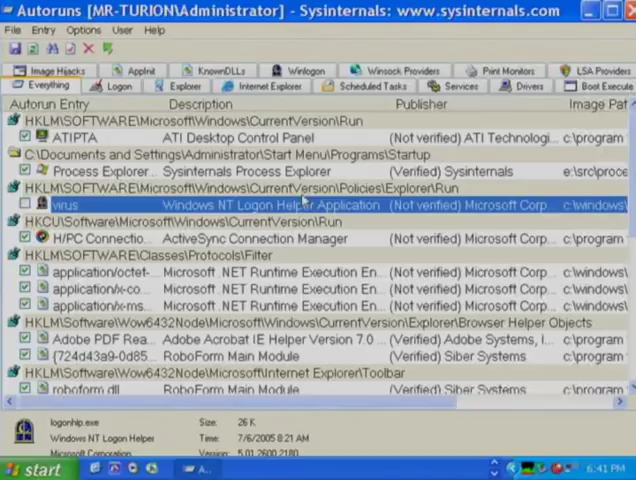 Autoruns [MR-TURION\Administrator] - Sysinternals: www.sysinternals.com
File Entry Options User Help
Image Hijacks AppInit KnownDLLs Winlogon Winsock Providers Print Monitors LSA Providers
Everything Logon Explorer Internet Explorer Scheduled Tasks Services Drivers Boot Execute
Autorun Entry Description Publisher Image Pat
HKLM\SOFTWARE\Microsoft\Windows\CurrentVersion\Run
ATIPTA ATI Desktop Control Panel (Not verified) ATI Technologi... c:\program
C:\Documents and Settings\Administrator\Start Menu\Programs\Startup
Process Explorer... Sysinternals Process Explorer (Verified) Sysinternals e:\src\proce
HKLM\SOFTWARE\Microsoft\Windows\CurrentVersion\Policies\Explorer\Run
virus Windows NT Logon Helper Application (Not verified) Microsoft Corp... c:\windows\
HKCU\Software\Microsoft\Windows\CurrentVersion\Run
H/PC Connectio... ActiveSync Connection Manager (Not verified) Microsoft Corp... c:\program
HKLM\SOFTWARE\Classes\Protocols\Filter
application/octet-... Microsoft .NET Runtime Execution En... (Not verified) Microsoft Corp... c:\windows\
application/x-co... Microsoft .NET Runtime Execution En... (Not verified) Microsoft Corp... c:\windows\
application/x-ms... Microsoft .NET Runtime Execution En... (Not verified) Microsoft Corp... c:\windows\
HKLM\Software\Wow6432Node\Microsoft\Windows\CurrentVersion\Explorer\Browser Helper Objects
Adobe PDF Rea... Adobe Acrobat IE Helper Version 7.0 ... (Verified) Adobe Systems, I... c:\program
{724d43a9-0d85... RoboForm Main Module (Verified) Siber Systems c:\program
HKLM\Software\Wow6432Node\Microsoft\Internet Explorer\Toolbar
roboform.dll RoboForm Main Module (Verified) Siber Systems c:\program
logonhlp.exe Size: 26 K
Windows NT Logon Helper Time: 7/6/2005 8:21 AM
Microsoft Corporation Version: 5.01.2600.2180
start A... 6:41 PM